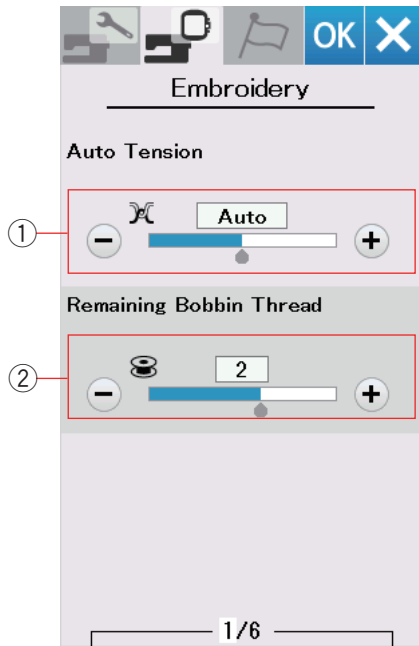 OK
Embroidery
Auto Tension
① Auto
Remaining Bobbin Thread
② 2
1/6